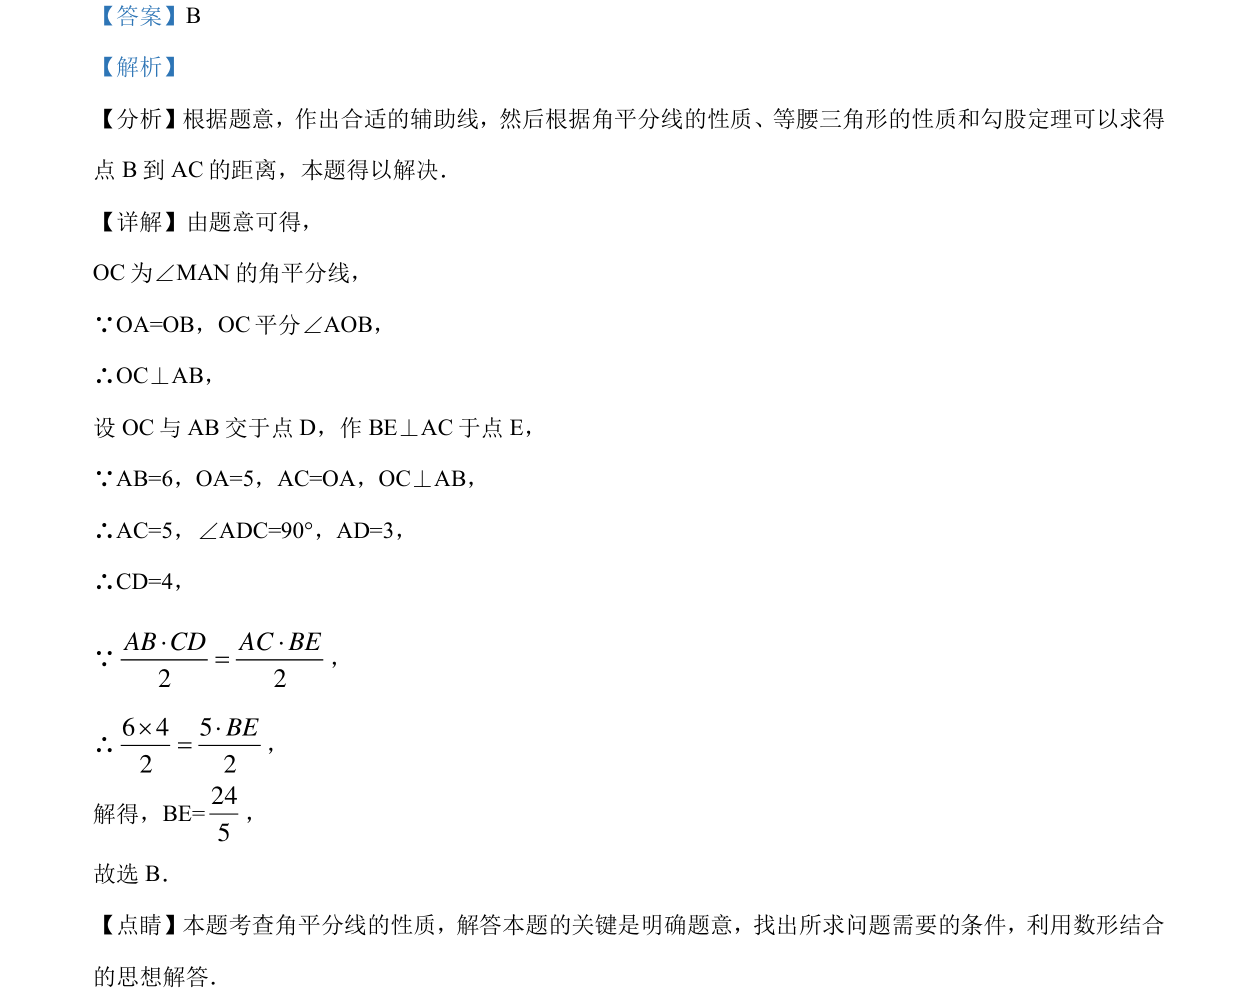 【答案】B
【解析】
【分析】根据题意，作出合适的辅助线，然后根据角平分线的性质、等腰三角形的性质和勾股定理可以求得
点 B 到 AC 的距离，本题得以解决．
【详解】由题意可得，
OC 为∠MAN 的角平分线，
∵OA=OB，OC 平分∠AOB，
∴OC⊥AB，
设 OC 与 AB 交于点 D，作 BE⊥AC 于点 E，
∵AB=6，OA=5，AC=OA，OC⊥AB，
∴AC=5，∠ADC=90°，AD=3，
∴CD=4，
∵ \frac{AB·CD}{2} = \frac{AC·BE}{2}，
∴ \frac{6×4}{2} = \frac{5·BE}{2}，
解得，BE=\frac{24}{5}，
故选 B．
【点睛】本题考查角平分线的性质，解答本题的关键是明确题意，找出所求问题需要的条件，利用数形结合
的思想解答．